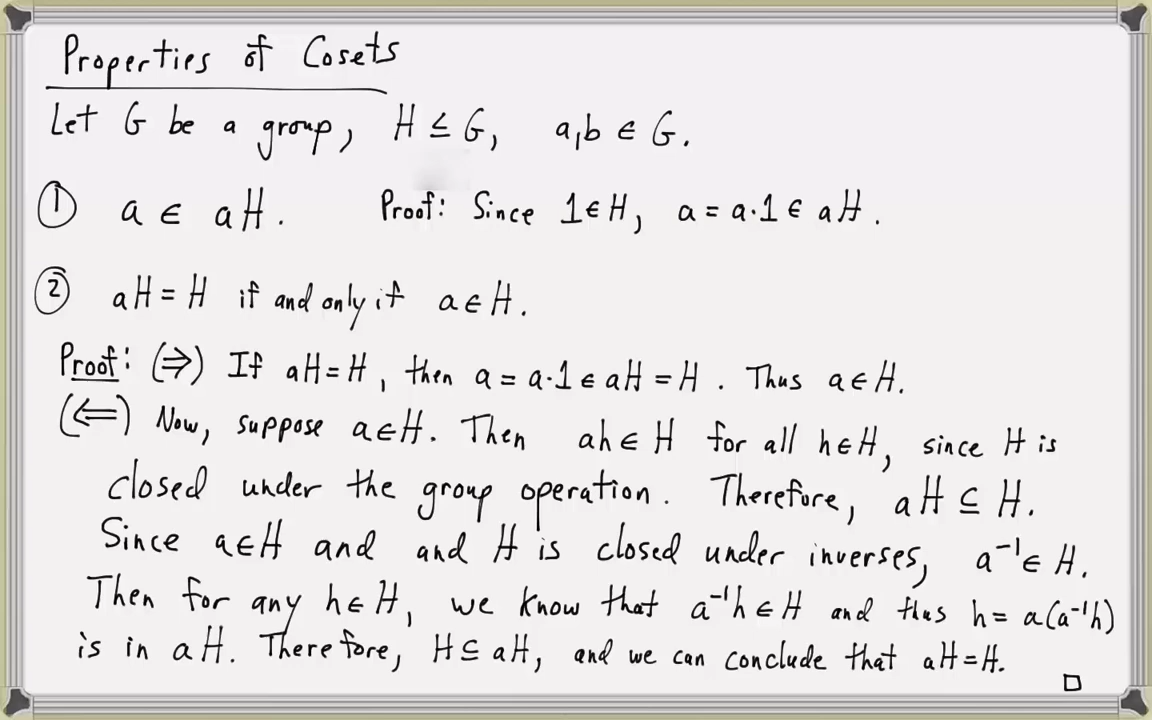 Properties of Cosets
Let G be a group, H ≤ G, a,b ∈ G.
① a ∈ aH. Proof: Since 1∈H, a = a·1 ∈ aH.
② aH = H if and only if a∈H.
Proof: (⇒) If aH=H, then a = a·1 ∈ aH = H. Thus a∈H.
(⇐) Now, suppose a∈H. Then ah∈H for all h∈H, since H is
closed under the group operation. Therefore, aH ⊆ H.
Since a∈H and and H is closed under inverses, a⁻¹∈ H.
Then for any h∈H, we know that a⁻¹h∈H and thus h= a(a⁻¹h)
is in aH. Therefore, H⊆aH, and we can conclude that aH=H.
□